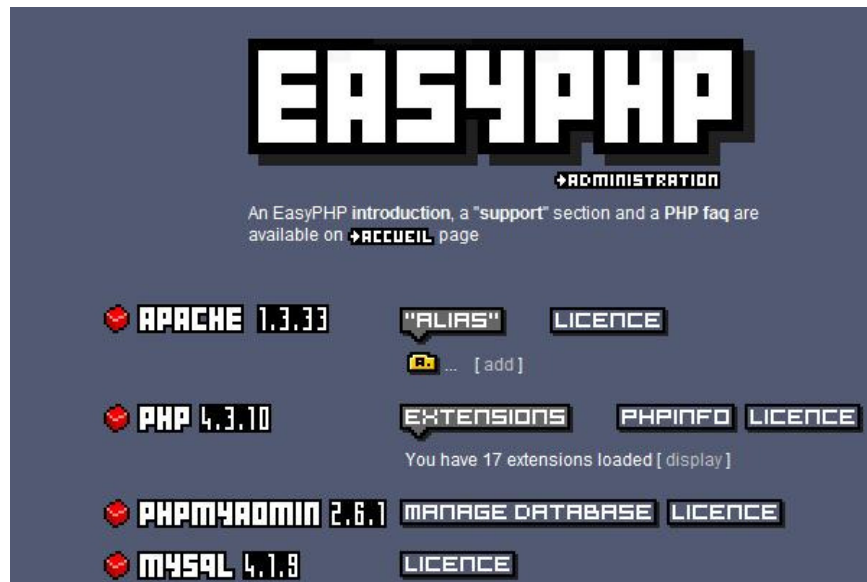 EASYPHP
ADMINISTRATION
An EasyPHP introduction, a "support" section and a PHP faq are
available on ACCUEIL page
APACHE 1.3.33 "ALIAS" LICENCE
a. ... [ add ]
PHP 4.3.10 EXTENSIONS PHPINFO LICENCE
You have 17 extensions loaded [ display ]
PHPMYADMIN 2.6.1 MANAGE DATABASE LICENCE
MYSQL 4.1.9 LICENCE